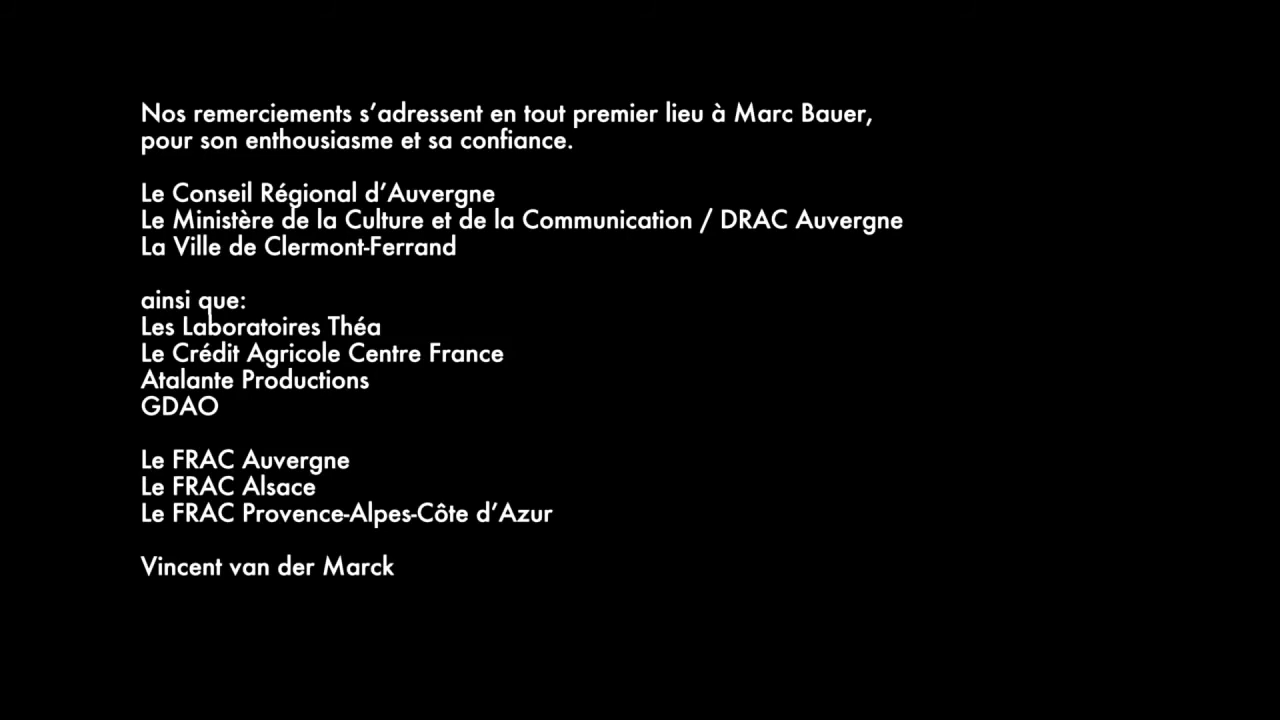 Nos remerciements s’adressent en tout premier lieu à Marc Bauer,
pour son enthousiasme et sa confiance.
Le Conseil Régional d’Auvergne
Le Ministère de la Culture et de la Communication / DRAC Auvergne
La Ville de Clermont-Ferrand
ainsi que:
Les Laboratoires Théa
Le Crédit Agricole Centre France
Atalante Productions
GDAO
Le FRAC Auvergne
Le FRAC Alsace
Le FRAC Provence-Alpes-Côte d’Azur
Vincent van der Marck